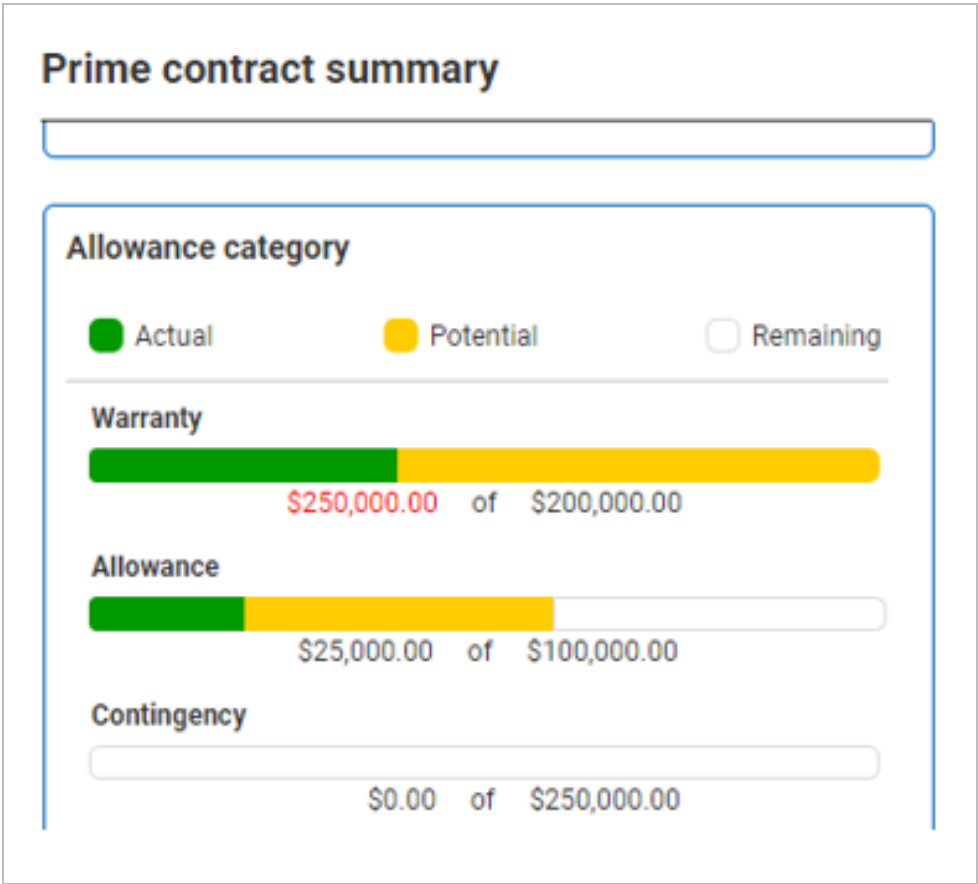 Prime contract summary
Allowance category
Actual Potential Remaining
Warranty
$250,000.00 of $200,000.00
Allowance
$25,000.00 of $100,000.00
Contingency
$0.00 of $250,000.00